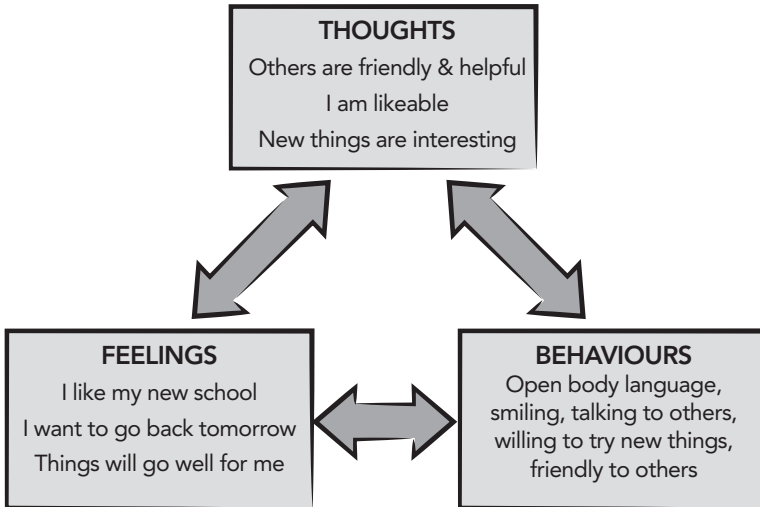 THOUGHTS
Others are friendly & helpful
I am likeable
New things are interesting
FEELINGS
I like my new school
I want to go back tomorrow
Things will go well for me
BEHAVIOURS
Open body language,
smiling, talking to others,
willing to try new things,
friendly to others